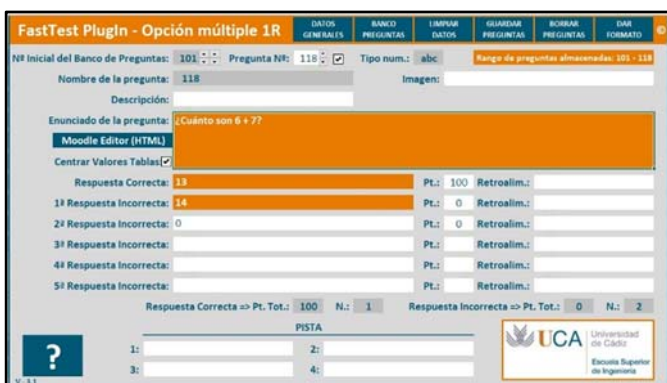 FastTest PlugIn - Opción múltiple 1R DATOS GENERALES BANCO PREGUNTAS LIMPIAR DATOS GUARDAR PREGUNTAS BORRAR PREGUNTAS DAR FORMATO ©
Nº Inicial del Banco de Preguntas: 101 Pregunta Nº: 118 Tipo num.: abc Rango de preguntas almacenadas: 101 - 118
Nombre de la pregunta: 118 Imagen:
Descripción:
Enunciado de la pregunta: ¿Cuánto son 6 + 7?
Moodle Editor (HTML)
Centrar Valores Tablas
Respuesta Correcta: 13 Pt.: 100 Retroalim.:
1ª Respuesta Incorrecta: 14 Pt.: 0 Retroalim.:
2ª Respuesta Incorrecta: 0 Pt.: 0 Retroalim.:
3ª Respuesta Incorrecta: Pt.: Retroalim.:
4ª Respuesta Incorrecta: Pt.: Retroalim.:
5ª Respuesta Incorrecta: Pt.: Retroalim.:
Respuesta Correcta => Pt. Tot.: 100 N.: 1 Respuesta Incorrecta => Pt. Tot.: 0 N.: 2
PISTA
? 1: 2:
3: 4:
UCA Universidad de Cádiz
Escuela Superior de Ingeniería
V - 3.1